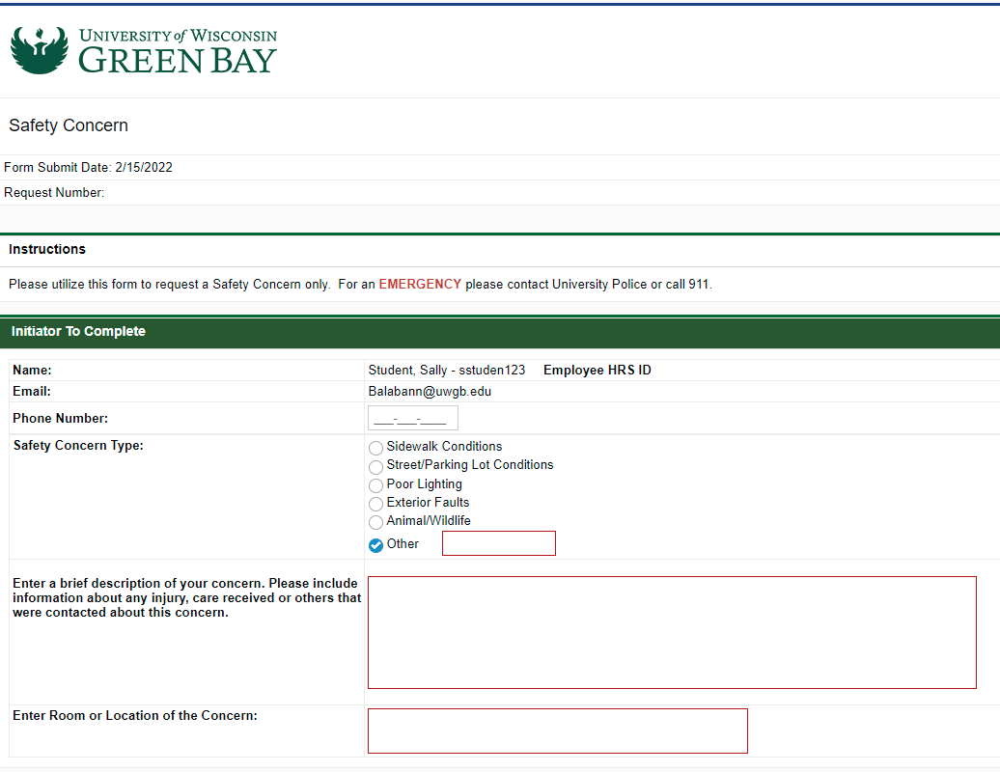 UNIVERSITY of WISCONSIN
GREEN BAY
Safety Concern
Form Submit Date: 2/15/2022
Request Number:
Instructions
Please utilize this form to request a Safety Concern only. For an EMERGENCY please contact University Police or call 911.
Initiator To Complete
Name: Student, Sally - sstuden123 Employee HRS ID
Email: Balabann@uwgb.edu
Phone Number: ___-___-____
Safety Concern Type:
Sidewalk Conditions
Street/Parking Lot Conditions
Poor Lighting
Exterior Faults
Animal/Wildlife
Other
Enter a brief description of your concern. Please include
information about any injury, care received or others that
were contacted about this concern.
Enter Room or Location of the Concern: